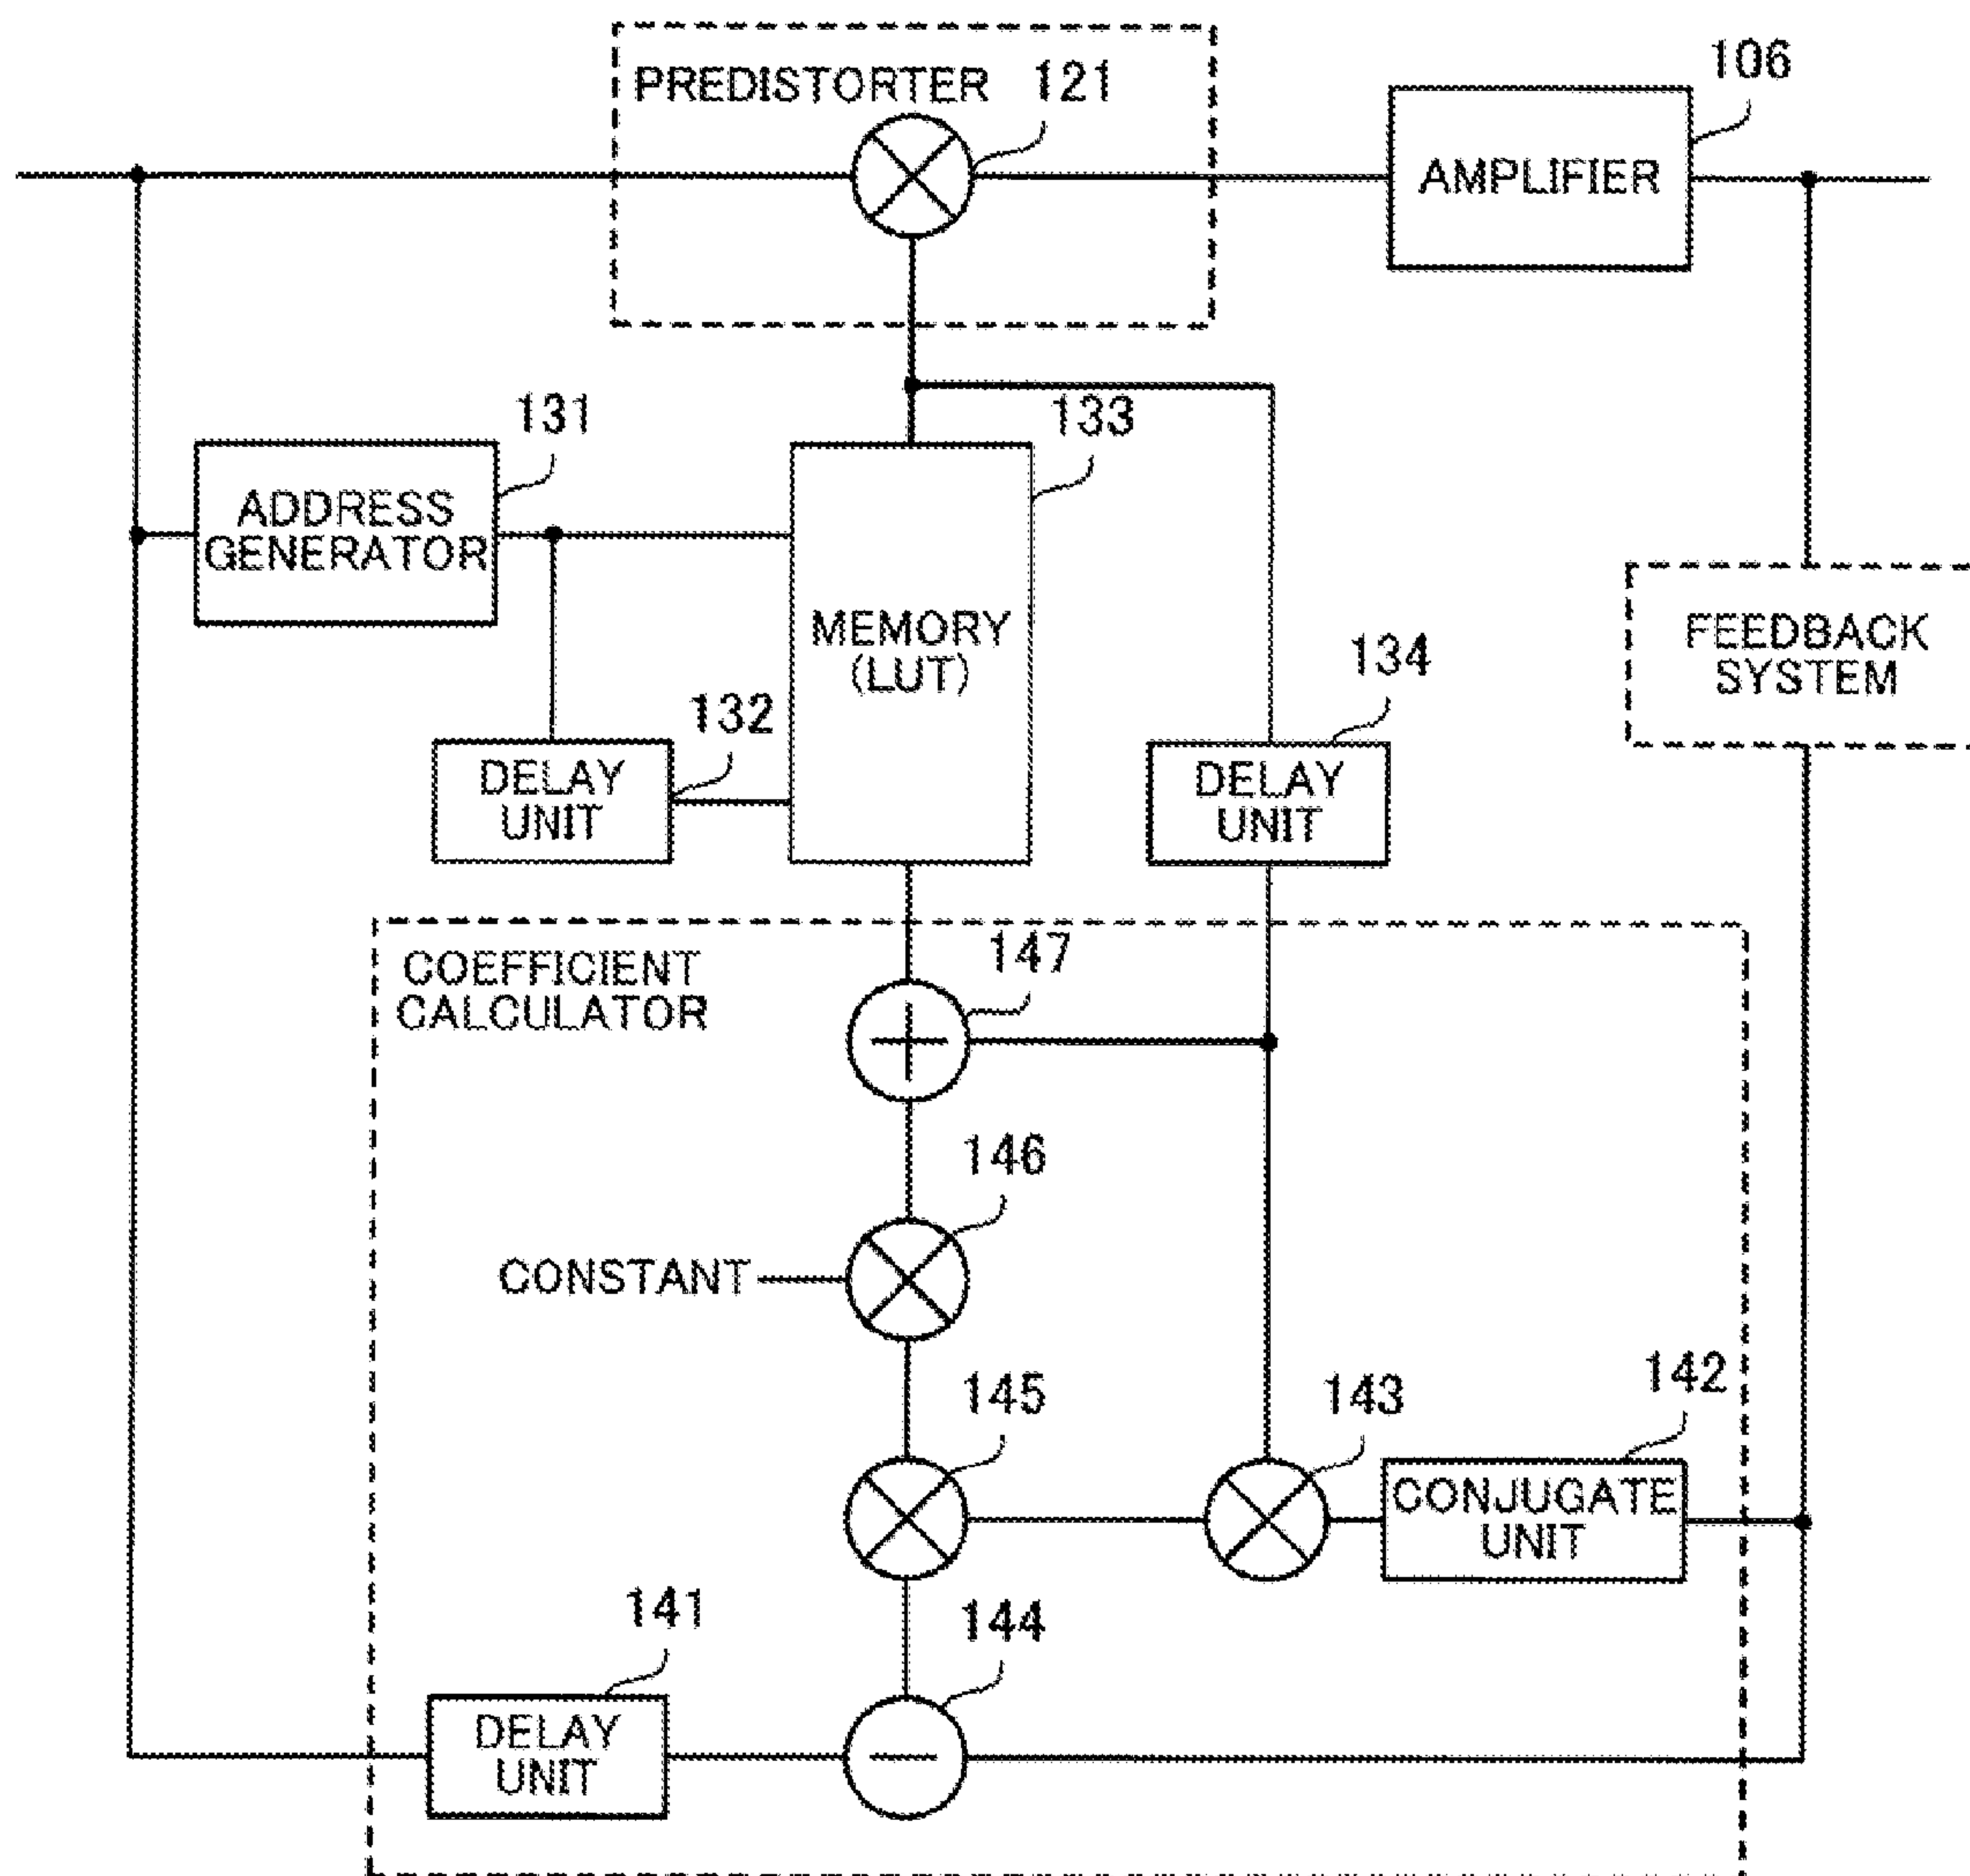 PREDISTORTER
121
106
AMPLIFIER
131
133
ADDRESS
GENERATOR
MEMORY
(LUT)
134
FEEDBACK
SYSTEM
132
DELAY
UNIT
DELAY
UNIT
COEFFICIENT
CALCULATOR
147
146
CONSTANT
145
143
142
CONJUGATE
UNIT
141
144
DELAY
UNIT